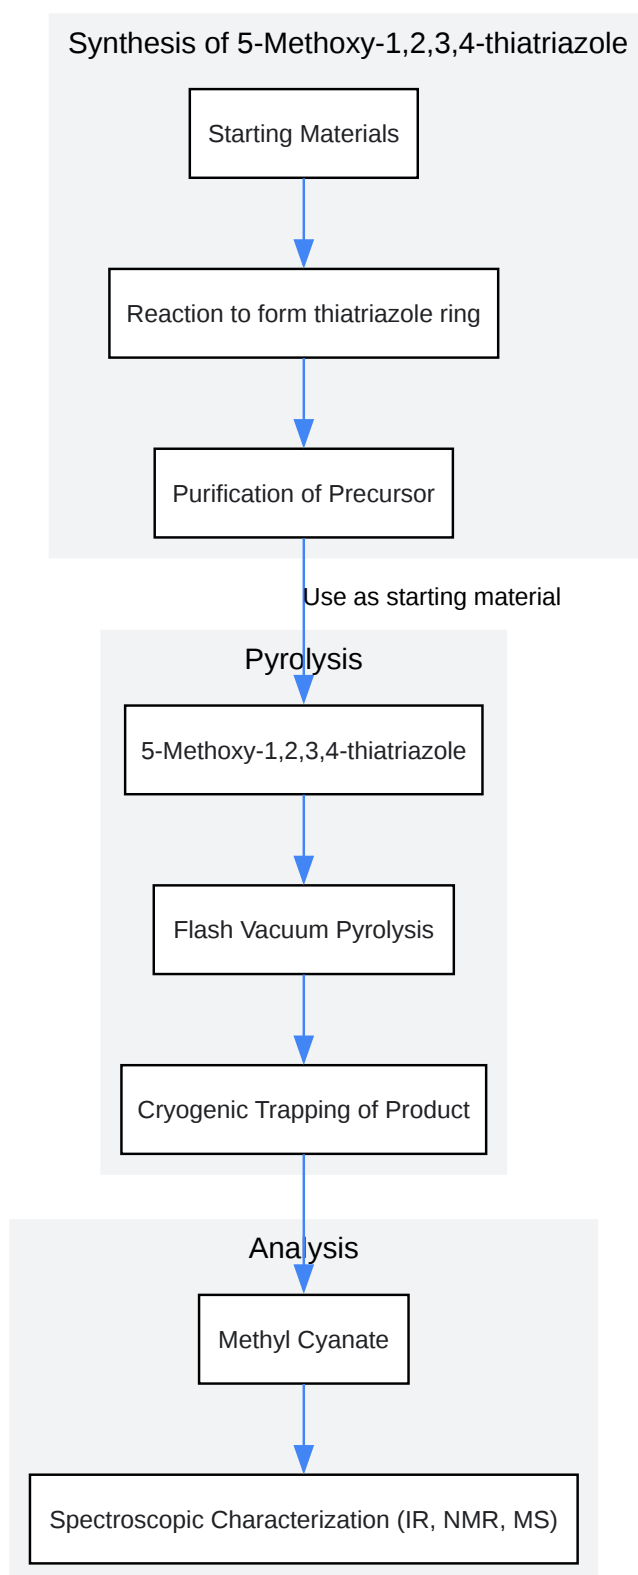 Synthesis of 5-Methoxy-1,2,3,4-thiatriazole
Starting Materials
Reaction to form thiatriazole ring
Purification of Precursor
Use as starting material
Pyrolysis
5-Methoxy-1,2,3,4-thiatriazole
Flash Vacuum Pyrolysis
Cryogenic Trapping of Product
Analysis
Methyl Cyanate
Spectroscopic Characterization (IR, NMR, MS)